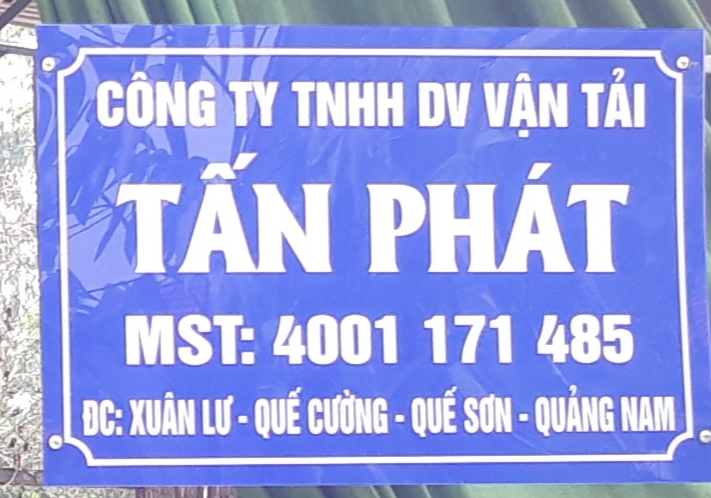 CÔNG TY TNHH DV VẬN TẢI
TẤN PHÁT
MST: 4001 171 485
ĐC: XUÂN LƯ - QUẾ CƯỜNG - QUẾ SƠN - QUẢNG NAM